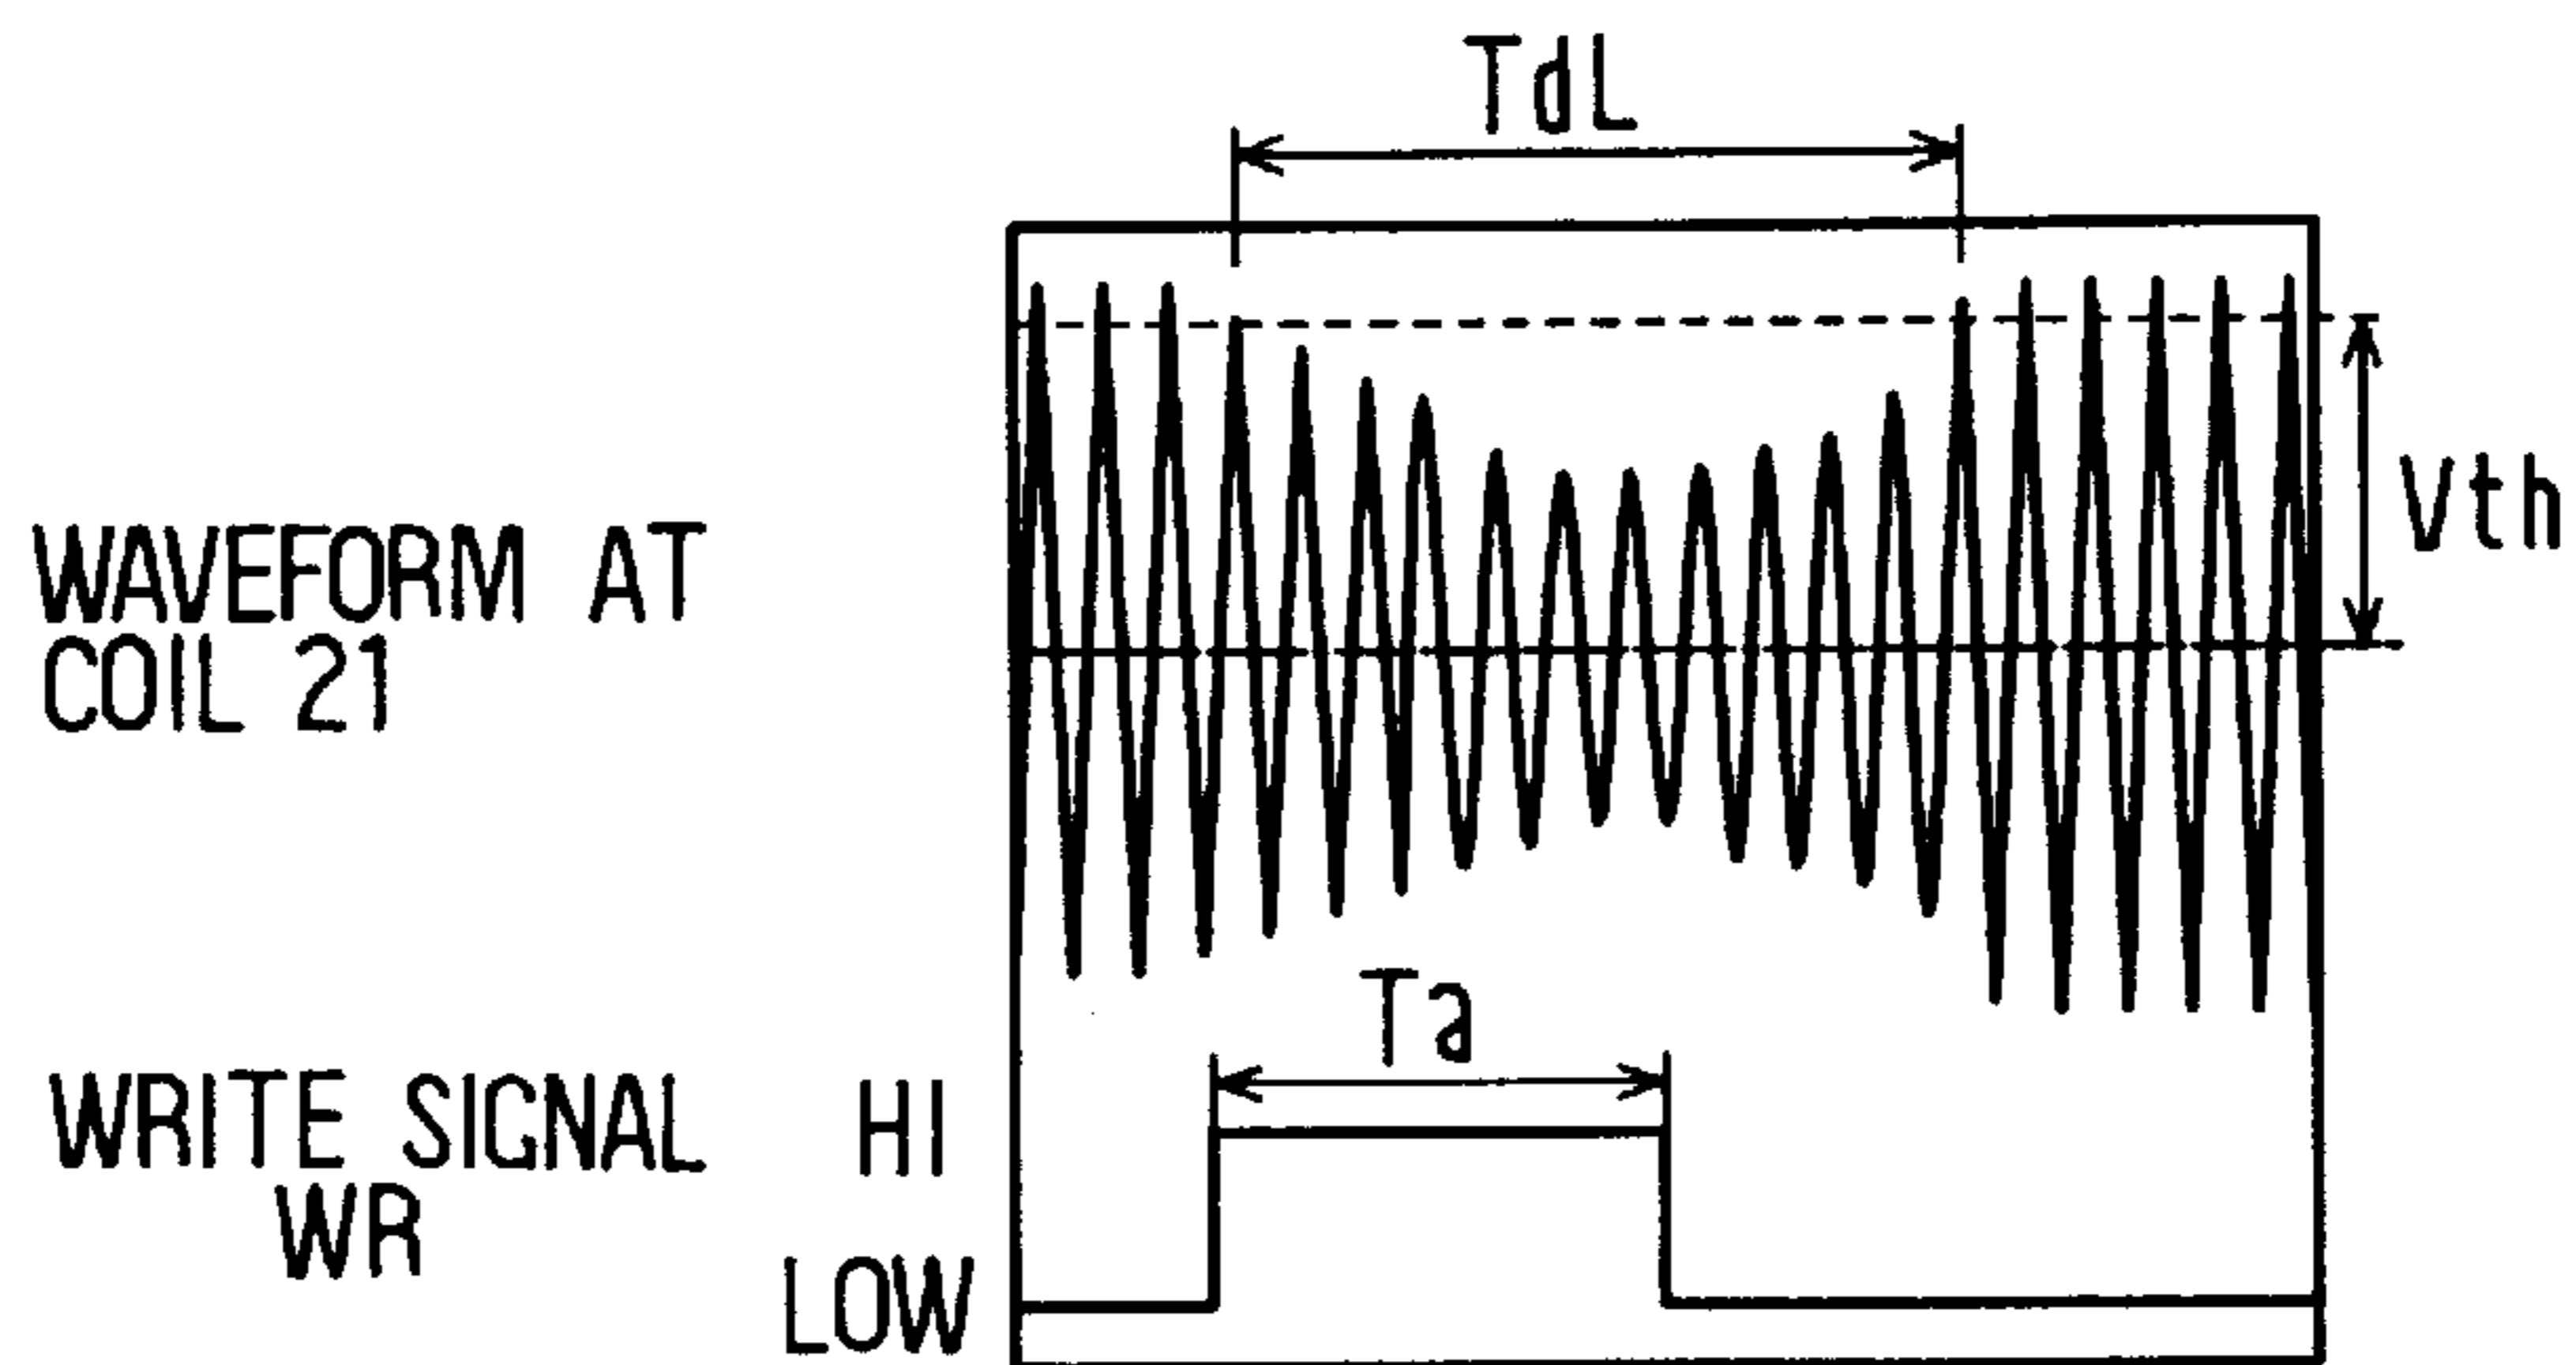 TdL
Vth
WAVEFORM AT
COIL 21
Ta
WRITE SIGNAL HI
WR
LOW